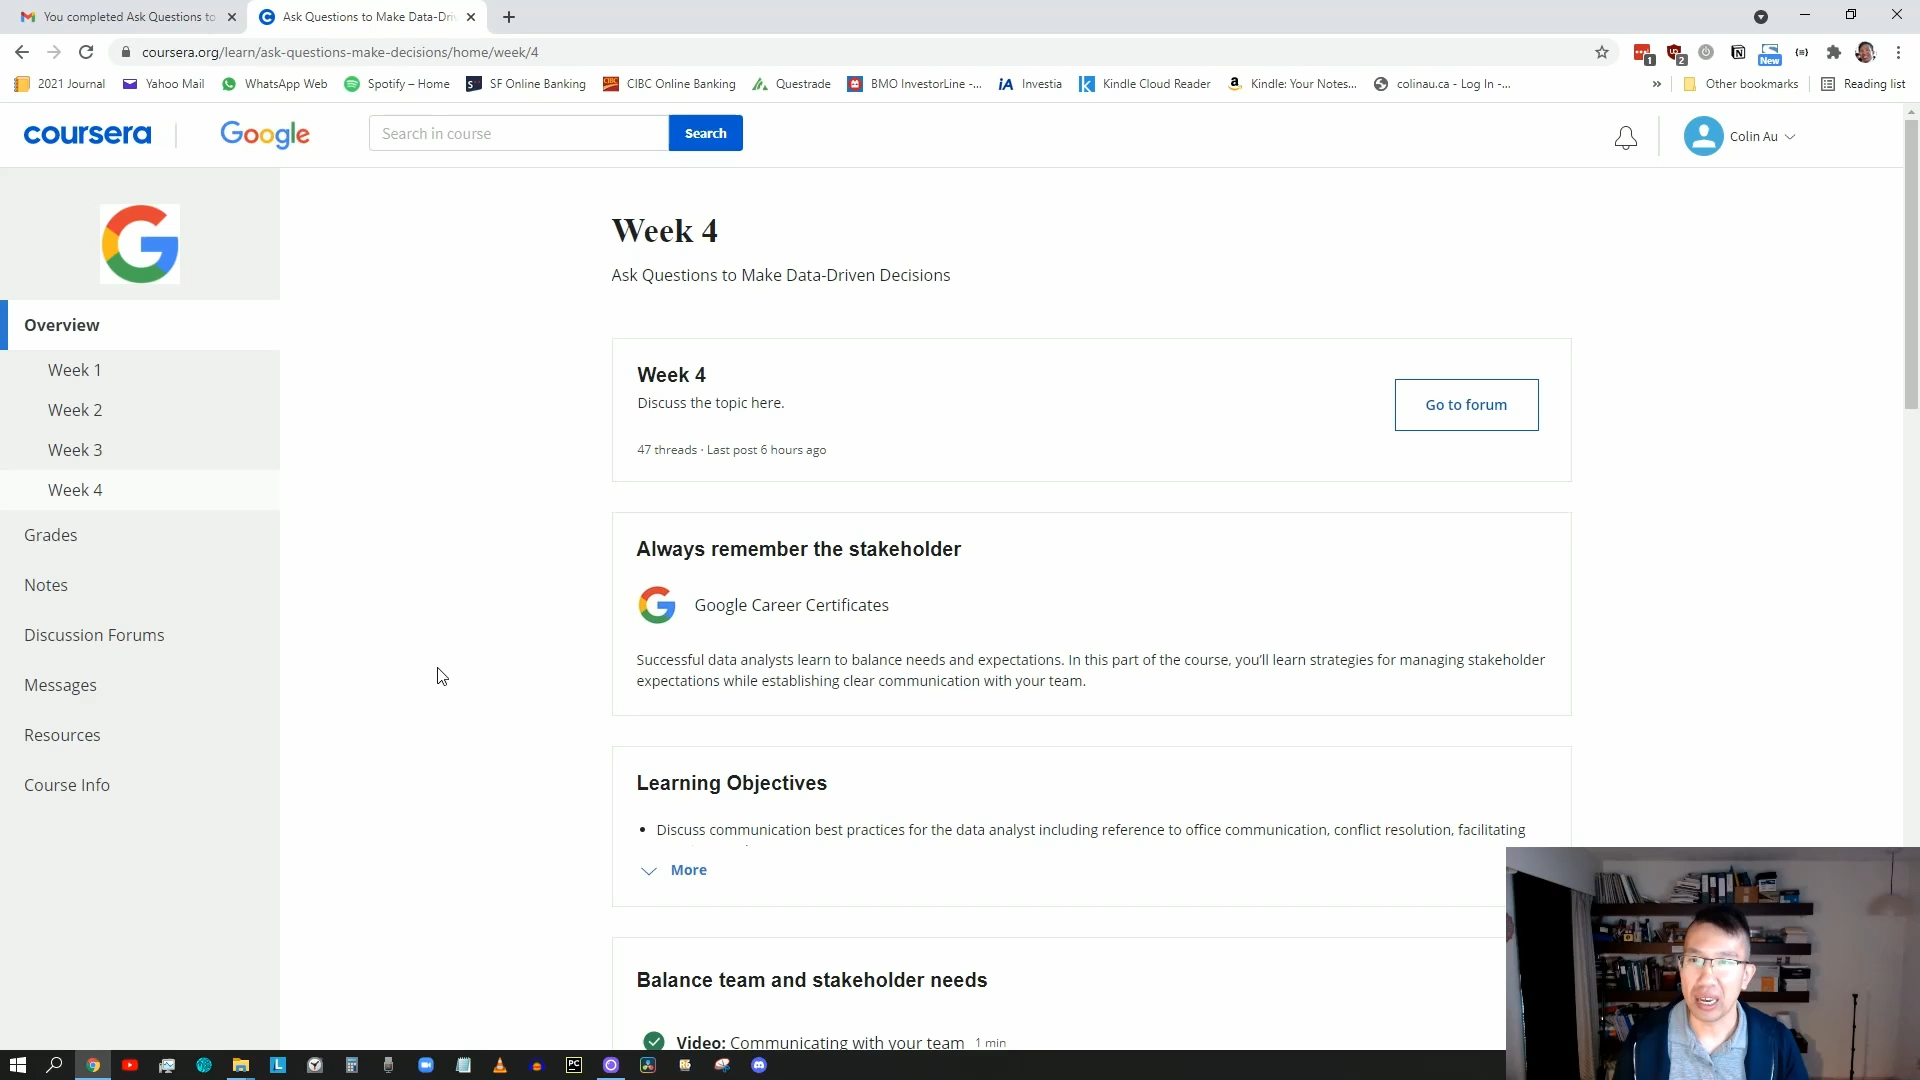 You completed Ask Questions to
Ask Questions to Make Data-Dri
coursera.org/learn/ask-questions-make-decisions/home/week/4
1
2
New
2021 Journal
Yahoo Mail
WhatsApp Web
Spotify – Home
SF Online Banking
CIBC Online Banking
Questrade
BMO InvestorLine -...
iA Investia
Kindle Cloud Reader
Kindle: Your Notes...
colinau.ca - Log In -...
»
Other bookmarks
Reading list
coursera
Google
Search in course
Search
Colin Au
Overview
Week 1
Week 2
Week 3
Week 4
Grades
Notes
Discussion Forums
Messages
Resources
Course Info
Week 4
Ask Questions to Make Data-Driven Decisions
Week 4
Discuss the topic here.
47 threads · Last post 6 hours ago
Go to forum
Always remember the stakeholder
Google Career Certificates
Successful data analysts learn to balance needs and expectations. In this part of the course, you'll learn strategies for managing stakeholder
expectations while establishing clear communication with your team.
Learning Objectives
• Discuss communication best practices for the data analyst including reference to office communication, conflict resolution, facilitating
More
Balance team and stakeholder needs
Video: Communicating with your team 1 min